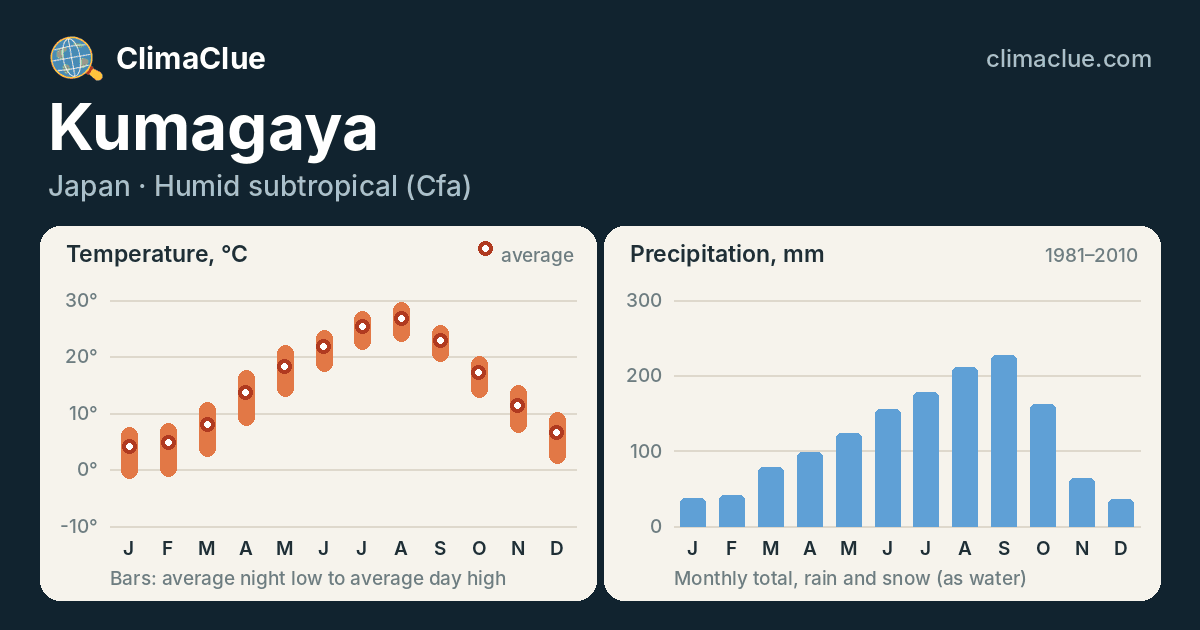 ClimaClue
climaclue.com
Kumagaya
Japan · Humid subtropical (Cfa)
Temperature, °C
average
30°
20°
10°
0°
-10°
J F M A M J J A S O N D
Bars: average night low to average day high
Precipitation, mm
1981–2010
300
200
100
0
J F M A M J J A S O N D
Monthly total, rain and snow (as water)